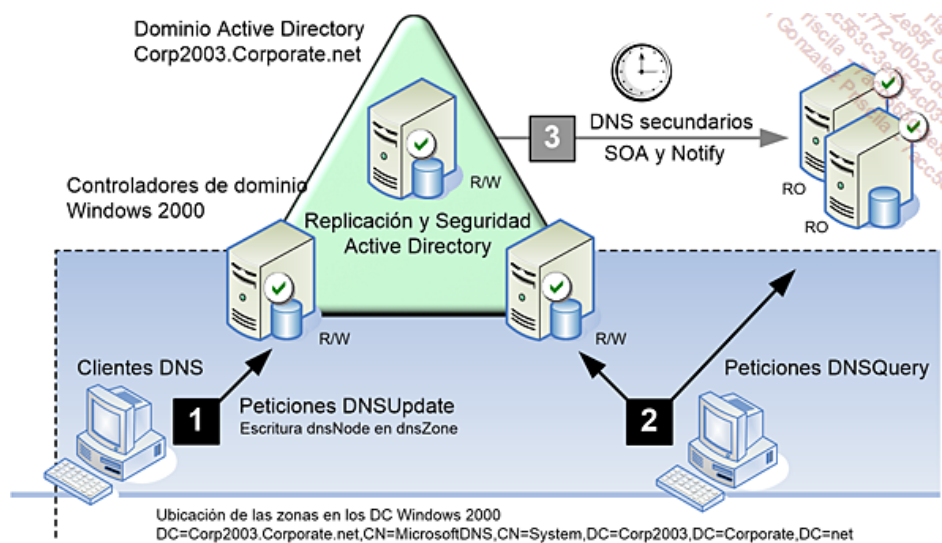 Dominio Active Directory
Corp2003.Corporate.net
3
DNS secundarios
SOA y Notify
RO
RO
R/W
Controladores de dominio
Windows 2000
Replicación y Seguridad
Active Directory
R/W
R/W
Clientes DNS
1
Peticiones DNSUpdate
Escritura dnsNode en dnsZone
2
Peticiones DNSQuery
Ubicación de las zonas en los DC Windows 2000
DC=Corp2003.Corporate.net,CN=MicrosoftDNS,CN=System,DC=Corp2003,DC=Corporate,DC=net